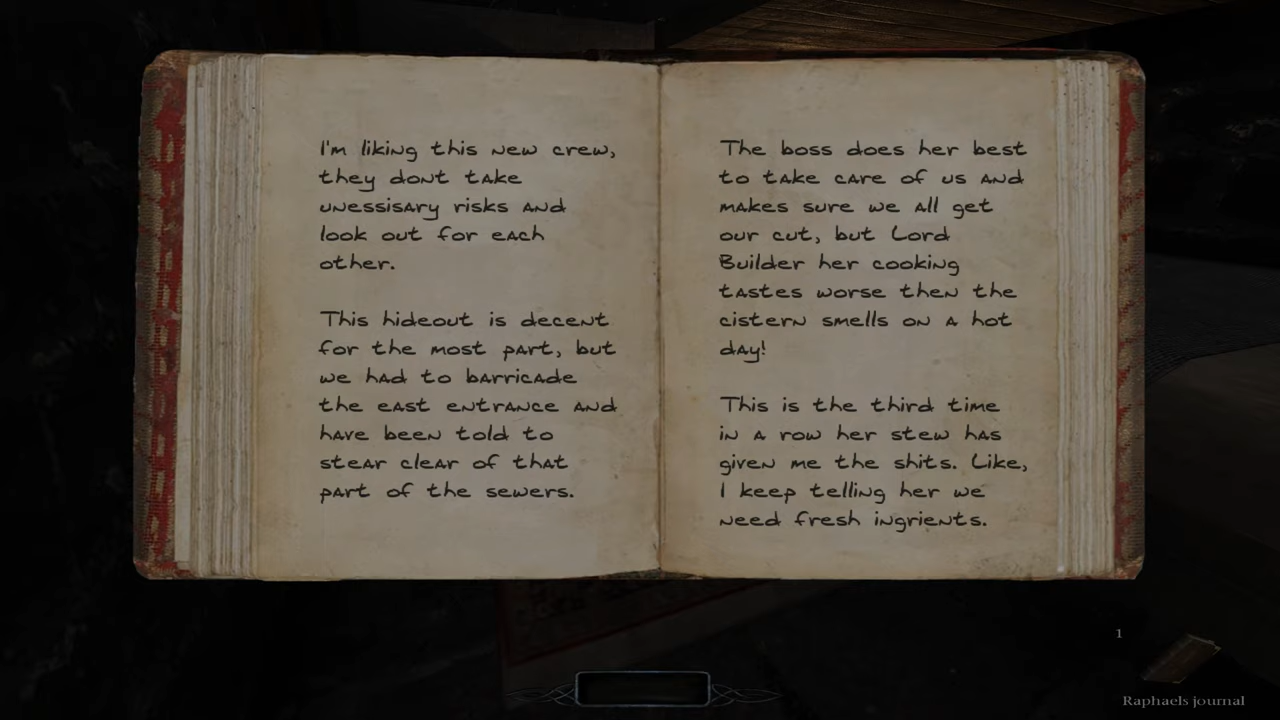 I'm liking this new crew,
they dont take
unessisary risks and
look out for each
other.
This hideout is decent
for the most part, but
we had to barricade
the east entrance and
have been told to
stear clear of that
part of the sewers.
The boss does her best
to take care of us and
makes sure we all get
our cut, but Lord
Builder her cooking
tastes worse then the
cistern smells on a hot
day!
This is the third time
in a row her stew has
given me the shits. Like,
I keep telling her we
need fresh ingrients.
1
Raphaels journal